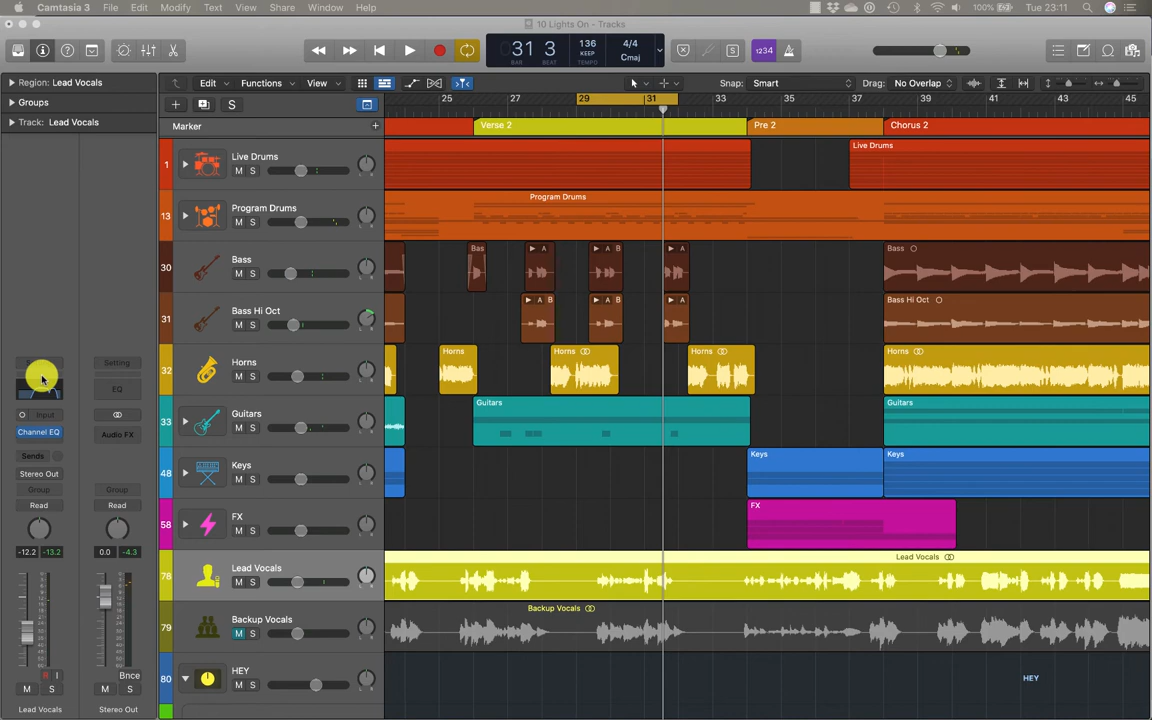 Camtasia 3 File Edit Modify Text View Share Window Help 100% Tue 23:11
10 Lights On - Tracks
31 3 136 4/4
BAR BEAT KEEP TEMPO Cmaj
1234
Region: Lead Vocals
Edit Functions View Snap: Smart Drag: No Overlap
Groups
S 25 27 29 31 33 35 37 39 41 43 45
Track: Lead Vocals
Marker Verse 2 Pre 2 Chorus 2
1 Live Drums M S Live Drums
13 Program Drums M S Program Drums
30 Bass M S Bas A A B A Bass
31 Bass Hi Oct M S A B A B A Bass Hi Oct
32 Horns M S Horns Horns Horns Horns
Setting
EQ
33 Guitars M S Guitars Guitars
Input
Channel EQ Audio FX
Sends
48 Keys M S Keys Keys
Stereo Out
Group Group
Read Read
58 FX M S FX
-12.2 -13.2 0.0 -4.3
78 Lead Vocals M S Lead Vocals
79 Backup Vocals M S Backup Vocals
80 HEY M S HEY
R I Bnce
M S M S
Lead Vocals Stereo Out